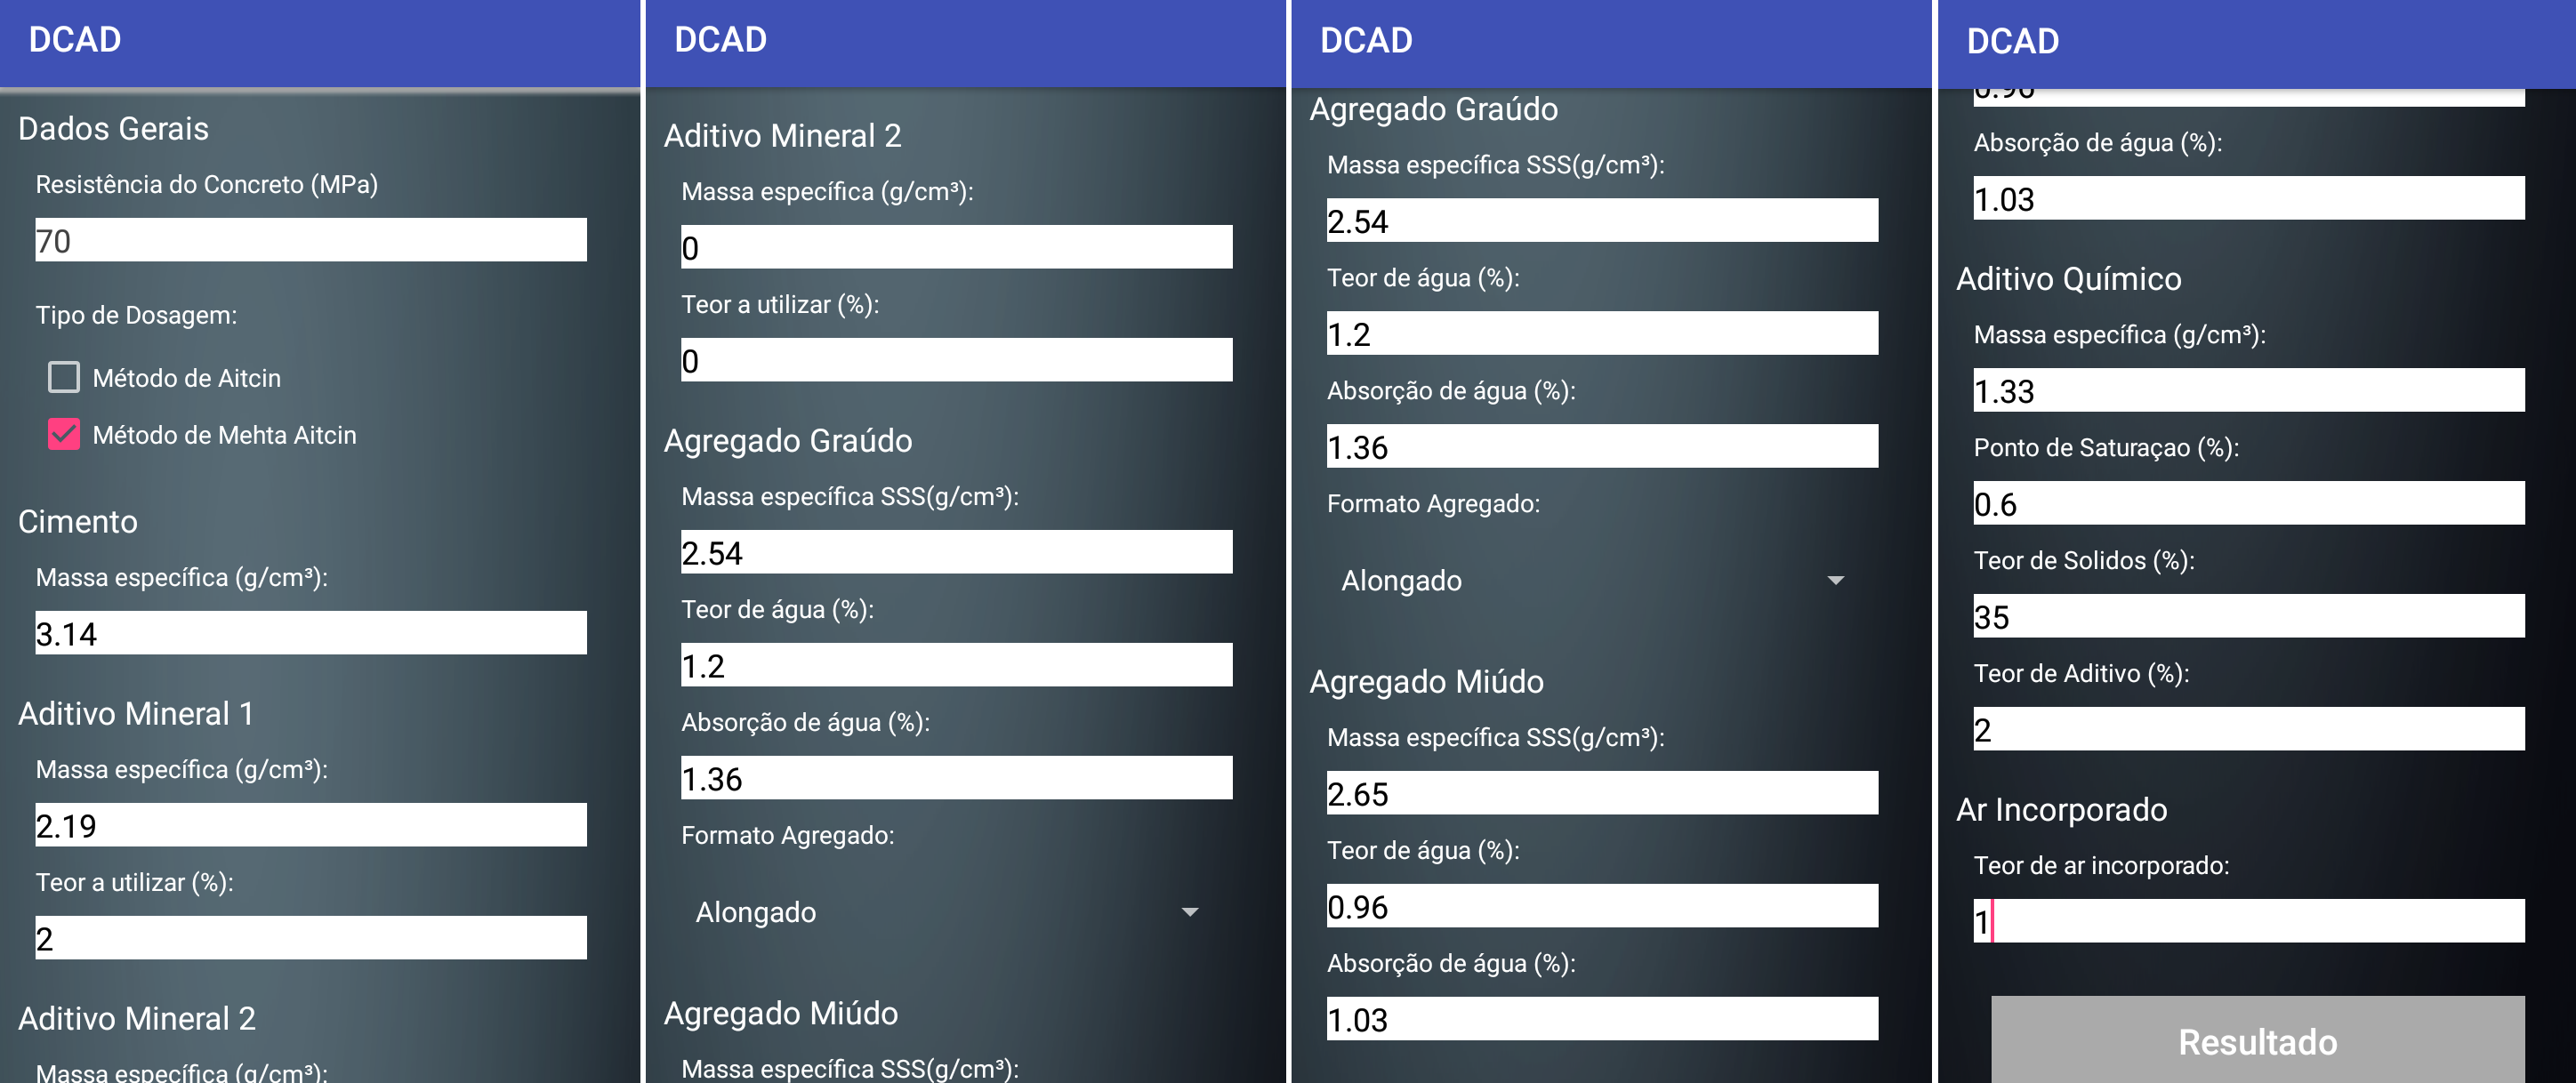 DCAD
Dados Gerais
Resistência do Concreto (MPa)
70
Tipo de Dosagem:
Método de Aitcin
Método de Mehta Aitcin
Cimento
Massa específica (g/cm³):
3.14
Aditivo Mineral 1
Massa específica (g/cm³):
2.19
Teor a utilizar (%):
2
Aditivo Mineral 2
Massa específica (g/cm³):
DCAD
Aditivo Mineral 2
Massa específica (g/cm³):
0
Teor a utilizar (%):
0
Agregado Graúdo
Massa específica SSS(g/cm³):
2.54
Teor de água (%):
1.2
Absorção de água (%):
1.36
Formato Agregado:
Alongado
Agregado Miúdo
Massa específica SSS(g/cm³):
DCAD
Agregado Graúdo
Massa específica SSS(g/cm³):
2.54
Teor de água (%):
1.2
Absorção de água (%):
1.36
Formato Agregado:
Alongado
Agregado Miúdo
Massa específica SSS(g/cm³):
2.65
Teor de água (%):
0.96
Absorção de água (%):
1.03
DCAD
0.96
Absorção de água (%):
1.03
Aditivo Químico
Massa específica (g/cm³):
1.33
Ponto de Saturaçao (%):
0.6
Teor de Solidos (%):
35
Teor de Aditivo (%):
2
Ar Incorporado
Teor de ar incorporado:
1
Resultado